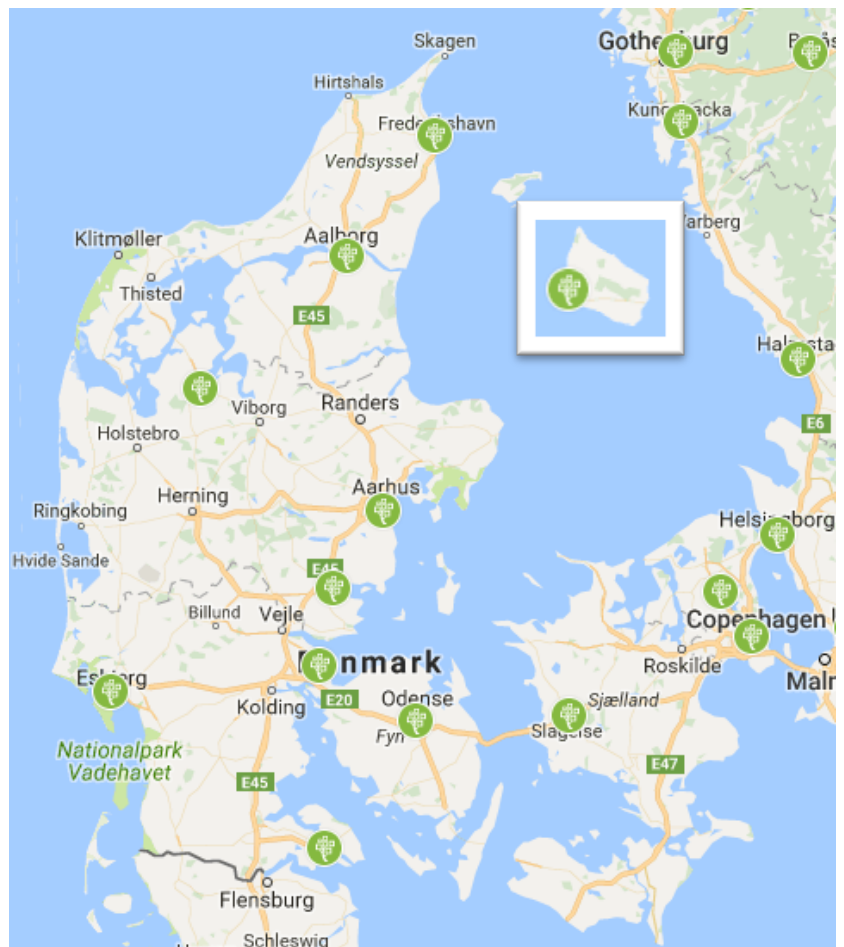 Skagen
Gothenburg
Hirtshals
Kungsbacka
Frederikshavn
Vendsyssel
Varberg
Klitmøller
Aalborg
Thisted
E45
Viborg
Randers
Holstebro
E6
Aarhus
Herning
Ringkobing
Helsingborg
Hvide Sande
E45
Billund
Vejle
Copenhagen
Denmark
Roskilde
Esbjerg
Kolding
E20
Odense
Sjælland
Fyn
Slagelse
Nationalpark
Vadehavet
E47
E45
Flensburg
Schleswig